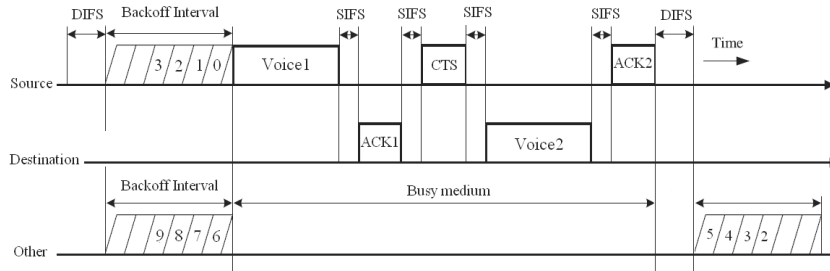 DIFS Backoff Interval SIFS SIFS SIFS SIFS DIFS
Time
3 2 1 0 Voice1 CTS ACK2
Source
ACK1 Voice2
Destination
Backoff Interval Busy medium
9 8 7 6 5 4 3 2
Other